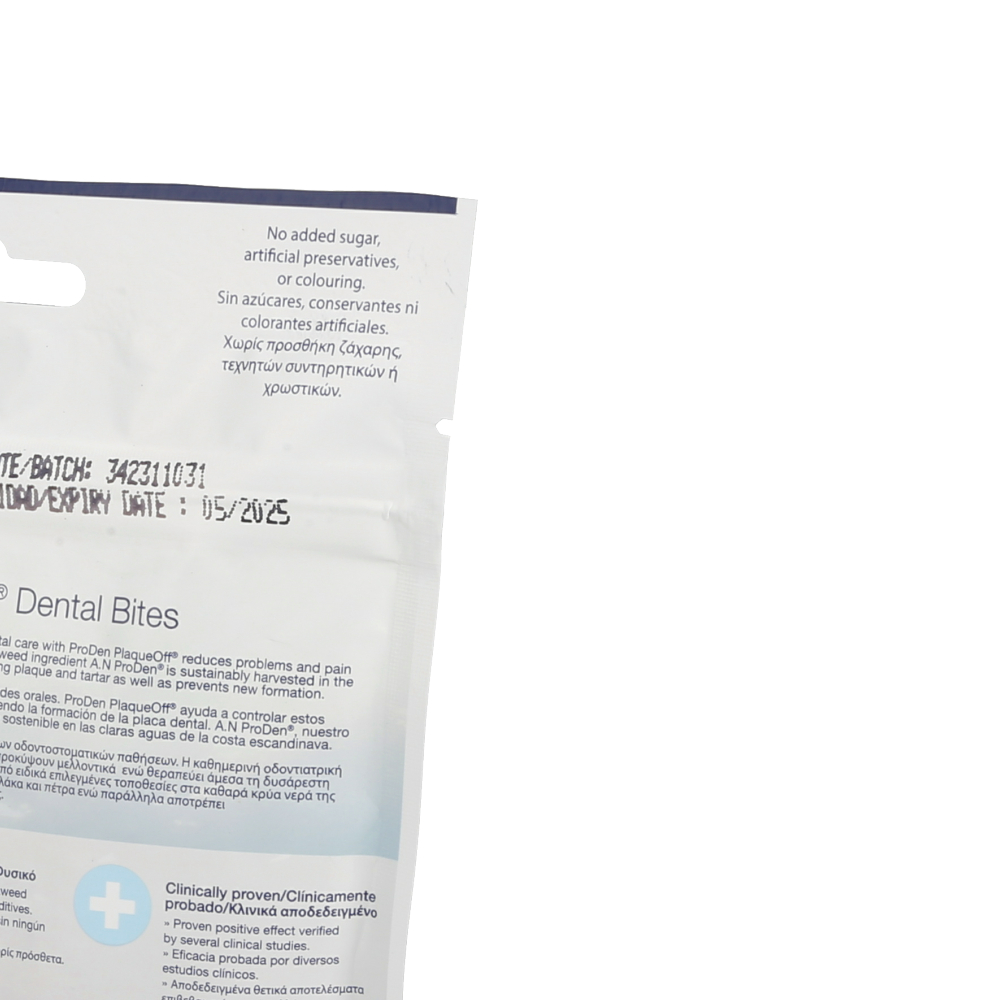 No added sugar,
artificial preservatives,
or colouring.
Sin azúcares, conservantes ni
colorantes artificiales.
Χωρίς προσθήκη ζάχαρης,
τεχνητών συντηρητικών ή
χρωστικών.
TE/BATCH: 342311031
IDAD/EXPIRY DATE : 05/2025
® Dental Bites
tal care with ProDen PlaqueOff® reduces problems and pain
weed ingredient A.N ProDen® is sustainably harvested in the
ng plaque and tartar as well as prevents new formation.
des orales. ProDen PlaqueOff® ayuda a controlar estos
endo la formación de la placa dental. A.N ProDen®, nuestro
sostenible en las claras aguas de la costa escandinava.
ων οδοντοστοματικών παθήσεων. Η καθημερινή οδοντιατρική
ροκύψουν μελλοντικά ενώ θεραπεύει άμεσα τη δυσάρεστη
πό ειδικά επιλεγμένες τοποθεσίες στα καθαρά κρύα νερά της
λάκα και πέτρα ενώ παράλληλα αποτρέπει
Φυσικό
weed
ditives.
in ningún
ρίς πρόσθετα.
Clinically proven/Clínicamente
probado/Κλινικά αποδεδειγμένο
» Proven positive effect verified
by several clinical studies.
» Eficacia probada por diversos
estudios clínicos.
» Αποδεδειγμένα θετικά αποτελέσματα